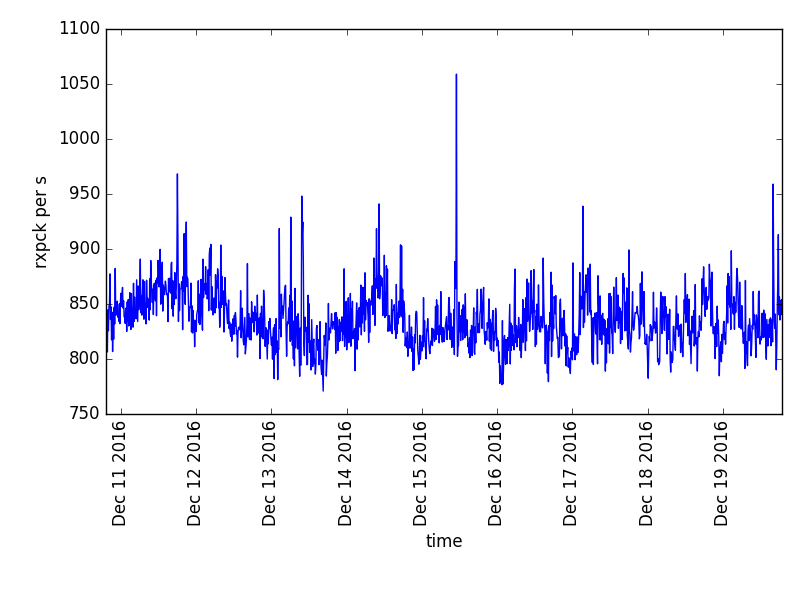 1100
1050
1000
950
900
850
800
750
rxpck per s
Dec 11 2016
Dec 12 2016
Dec 13 2016
Dec 14 2016
Dec 15 2016
Dec 16 2016
Dec 17 2016
Dec 18 2016
Dec 19 2016
time